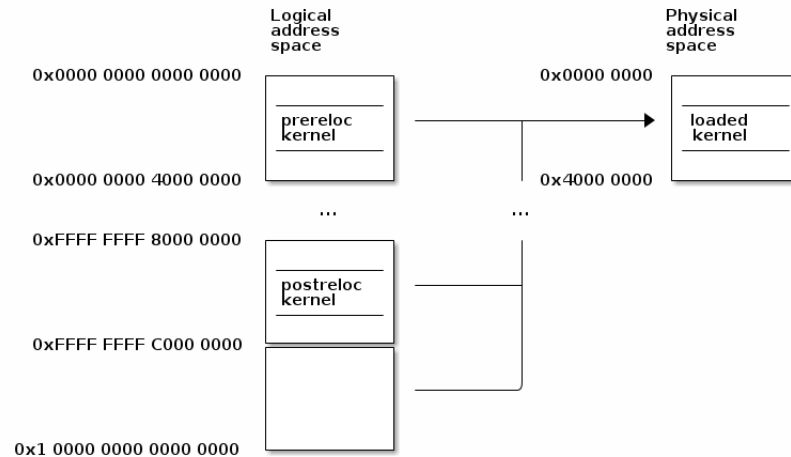 Logical
address
space
Physical
address
space
0x0000 0000 0000 0000
0x0000 0000
prereloc
kernel
loaded
kernel
0x0000 0000 4000 0000
0x4000 0000
...
...
0xFFFF FFFF 8000 0000
postreloc
kernel
0xFFFF FFFF C000 0000
0x1 0000 0000 0000 0000